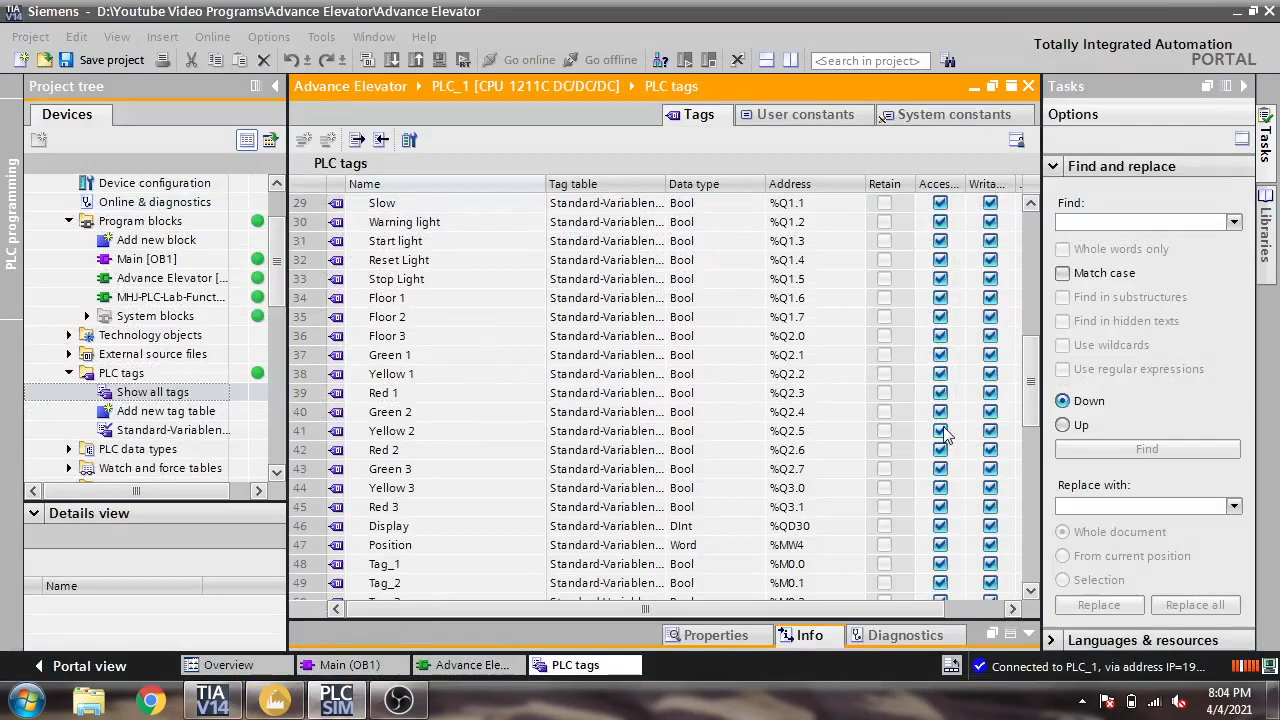 TIA V14 Siemens - D:\Youtube Video Programs\Advance Elevator\Advance Elevator
Project Edit View Insert Online Options Tools Window Help
Totally Integrated Automation
PORTAL
Save project Go online Go offline <Search in project>
Project tree
Devices
PLC programming
Device configuration
Online & diagnostics
Program blocks
Add new block
Main [OB1]
Advance Elevator [...
MHJ-PLC-Lab-Funct...
System blocks
Technology objects
External source files
PLC tags
Show all tags
Add new tag table
Standard-Variablen...
PLC data types
Watch and force tables
Details view
Name
Advance Elevator PLC_1 [CPU 1211C DC/DC/DC] PLC tags
Tags User constants System constants
PLC tags
Name Tag table Data type Address Retain Acces... Writa... ...
29 Slow Standard-Variablen... Bool %Q1.1
30 Warning light Standard-Variablen... Bool %Q1.2
31 Start light Standard-Variablen... Bool %Q1.3
32 Reset Light Standard-Variablen... Bool %Q1.4
33 Stop Light Standard-Variablen... Bool %Q1.5
34 Floor 1 Standard-Variablen... Bool %Q1.6
35 Floor 2 Standard-Variablen... Bool %Q1.7
36 Floor 3 Standard-Variablen... Bool %Q2.0
37 Green 1 Standard-Variablen... Bool %Q2.1
38 Yellow 1 Standard-Variablen... Bool %Q2.2
39 Red 1 Standard-Variablen... Bool %Q2.3
40 Green 2 Standard-Variablen... Bool %Q2.4
41 Yellow 2 Standard-Variablen... Bool %Q2.5
42 Red 2 Standard-Variablen... Bool %Q2.6
43 Green 3 Standard-Variablen... Bool %Q2.7
44 Yellow 3 Standard-Variablen... Bool %Q3.0
45 Red 3 Standard-Variablen... Bool %Q3.1
46 Display Standard-Variablen... DInt %QD30
47 Position Standard-Variablen... Word %MW4
48 Tag_1 Standard-Variablen... Bool %M0.0
49 Tag_2 Standard-Variablen... Bool %M0.1
Properties Info Diagnostics
Tasks
Options
Find and replace
Find:
Whole words only
Match case
Find in substructures
Find in hidden texts
Use wildcards
Use regular expressions
Down
Up
Find
Replace with:
Whole document
From current position
Selection
Replace Replace all
Languages & resources
Tasks
Libraries
Portal view Overview Main (OB1) Advance Ele... PLC tags Connected to PLC_1, via address IP=19...
TIA V14 PLC SIM
8:04 PM
4/4/2021